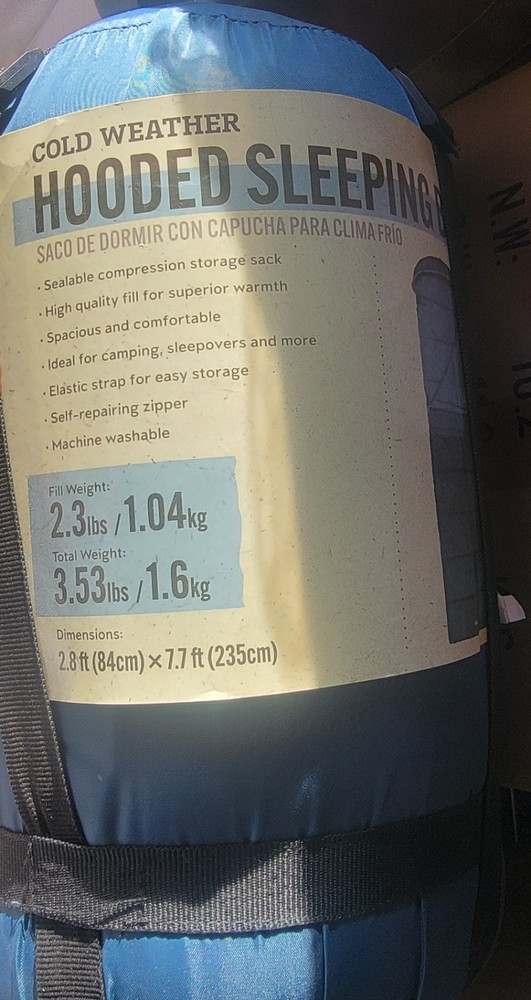 COLD WEATHER
HOODED SLEEPING
SACO DE DORMIR CON CAPUCHA PARA CLIMA FRÍO
· Sealable compression storage sack
· High quality fill for superior warmth
· Spacious and comfortable
· Ideal for camping, sleepovers and more
· Elastic strap for easy storage
· Self-repairing zipper
· Machine washable
Fill Weight:
2.3lbs / 1.04kg
Total Weight:
3.53lbs / 1.6kg
Dimensions:
2.8 ft (84cm) × 7.7 ft (235cm)
N.W: